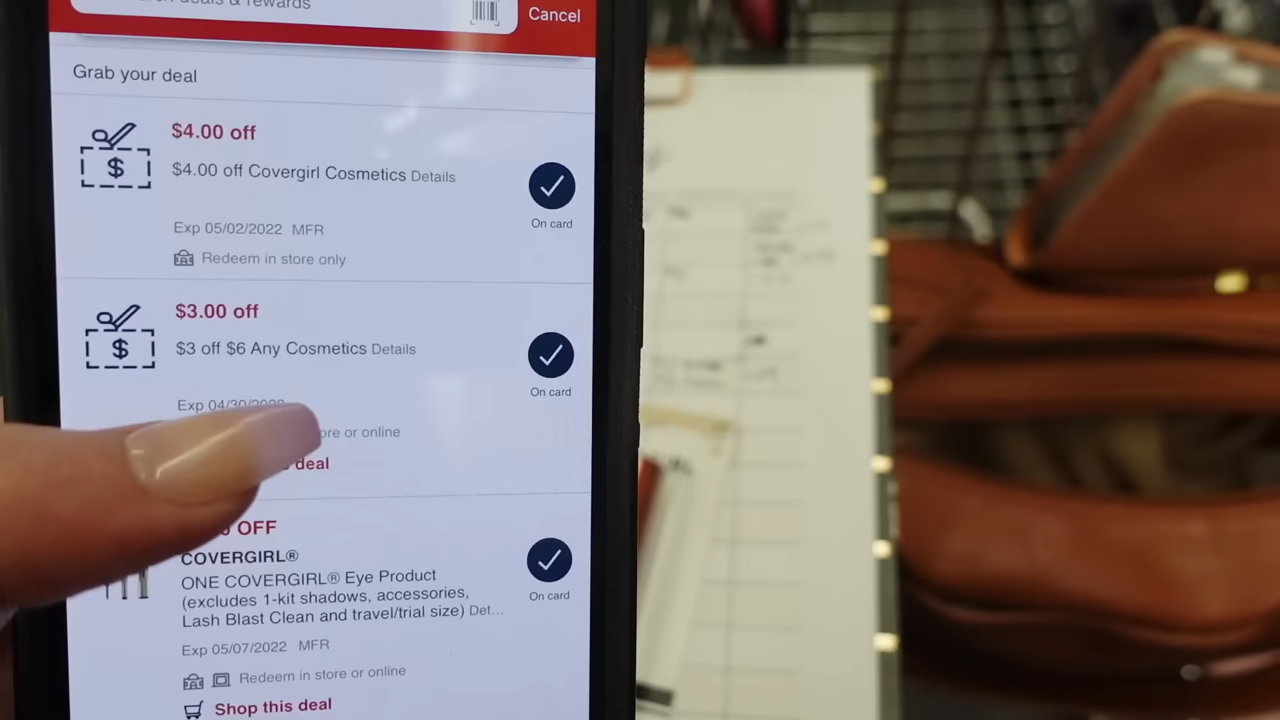 deals & rewards
Cancel
Grab your deal
$4.00 off
$4.00 off Covergirl Cosmetics Details
On card
Exp 05/02/2022 MFR
Redeem in store only
$3.00 off
$3 off $6 Any Cosmetics Details
On card
Exp 04/30/2022
or online
deal
OFF
COVERGIRL®
ONE COVERGIRL® Eye Product
(excludes 1-kit shadows, accessories,
Lash Blast Clean and travel/trial size) Det...
On card
Exp 05/07/2022 MFR
Redeem in store or online
Shop this deal